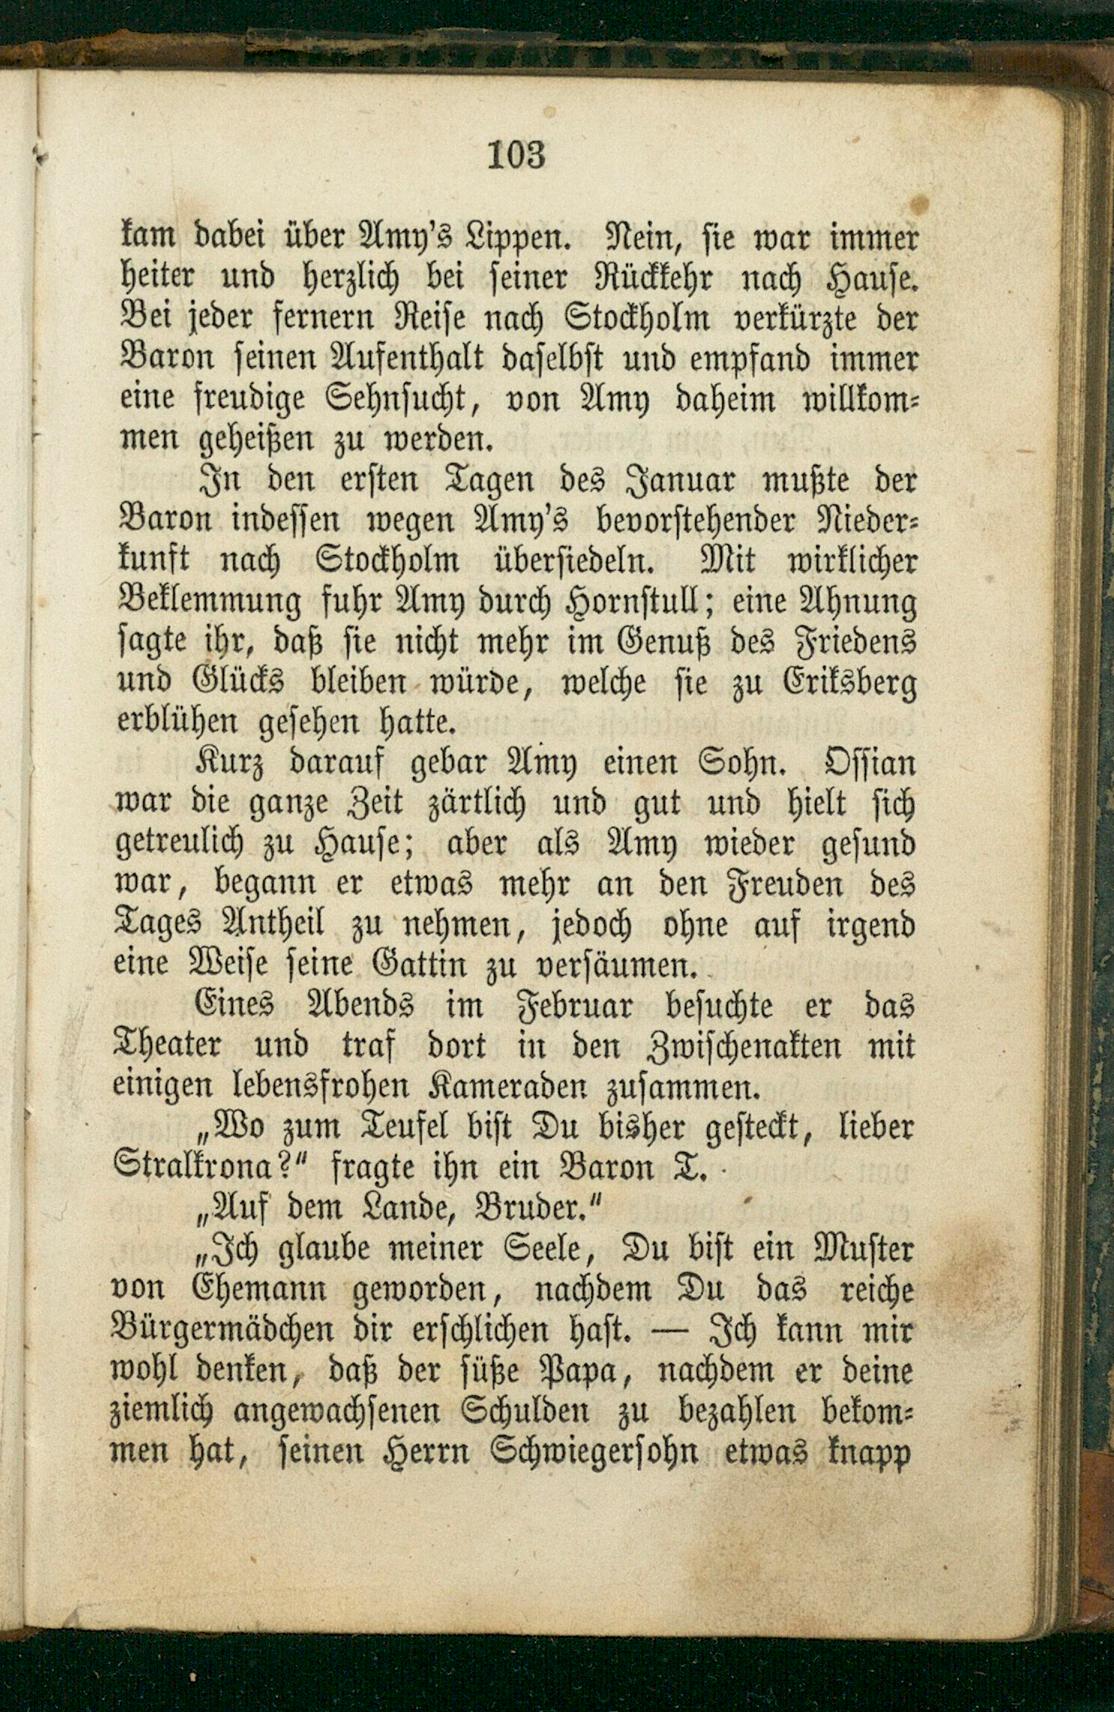 103
kam dabei über Amy's Lippen. Nein, sie war immer
heiter und herzlich bei seiner Rückkehr nach Hause.
Bei jeder fernern Reise nach Stockholm verkürzte der
Baron seinen Aufenthalt daselbst und empfand immer
eine freudige Sehnsucht, von Amy daheim willkom-
men geheißen zu werden.
In den ersten Tagen des Januar mußte der
Baron indessen wegen Amy's bevorstehender Nieder-
kunft nach Stockholm übersiedeln. Mit wirklicher
Beklemmung fuhr Amy durch Hornstull; eine Ahnung
sagte ihr, daß sie nicht mehr im Genuß des Friedens
und Glücks bleiben würde, welche sie zu Eriksberg
erblühen gesehen hatte.
Kurz darauf gebar Amy einen Sohn. Ossian
war die ganze Zeit zärtlich und gut und hielt sich
getreulich zu Hause; aber als Amy wieder gesund
war, begann er etwas mehr an den Freuden des
Tages Antheil zu nehmen, jedoch ohne auf irgend
eine Weise seine Gattin zu versäumen.
Eines Abends im Februar besuchte er das
Theater und traf dort in den Zwischenakten mit
einigen lebensfrohen Kameraden zusammen.
„Wo zum Teufel bist Du bisher gesteckt, lieber
Stralkrona?“ fragte ihn ein Baron T.
„Auf dem Lande, Bruder.“
„Ich glaube meiner Seele, Du bist ein Muster
von Ehemann geworden, nachdem Du das reiche
Bürgermädchen dir erschlichen hast. — Ich kann mir
wohl denken, daß der süße Papa, nachdem er deine
ziemlich angewachsenen Schulden zu bezahlen bekom-
men hat, seinen Herrn Schwiegersohn etwas knapp